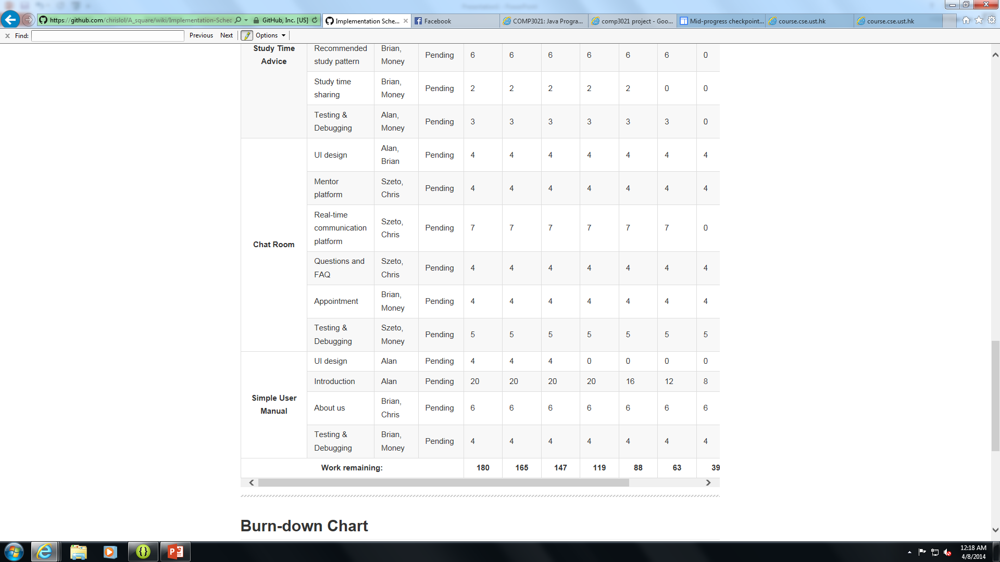 https://github.com/chrislol/A_square/wiki/Implementation-Sched
GitHub, Inc. [US]
Implementation Sche...
Facebook
COMP3021: Java Progra...
comp3021 project - Goo...
Mid-progress checkpoint...
course.cse.ust.hk
course.cse.ust.hk
x Find: Previous Next Options
Study Time Advice
Recommended study pattern Brian, Money Pending 6 6 6 6 6 6 0
Study time sharing Brian, Money Pending 2 2 2 2 2 0 0
Testing & Debugging Alan, Money Pending 3 3 3 3 3 3 0
Chat Room
UI design Alan, Brian Pending 4 4 4 4 4 4 4
Mentor platform Szeto, Chris Pending 4 4 4 4 4 4 4
Real-time communication platform Szeto, Chris Pending 7 7 7 7 7 7 0
Questions and FAQ Szeto, Chris Pending 4 4 4 4 4 4 4
Appointment Brian, Money Pending 4 4 4 4 4 4 4
Testing & Debugging Szeto, Money Pending 5 5 5 5 5 5 5
Simple User Manual
UI design Alan Pending 4 4 4 0 0 0 0
Introduction Alan Pending 20 20 20 20 16 12 8
About us Brian, Chris Pending 6 6 6 6 6 6 6
Testing & Debugging Brian, Money Pending 4 4 4 4 4 4 4
Work remaining: 180 165 147 119 88 63 39
Burn-down Chart
12:18 AM
4/8/2014